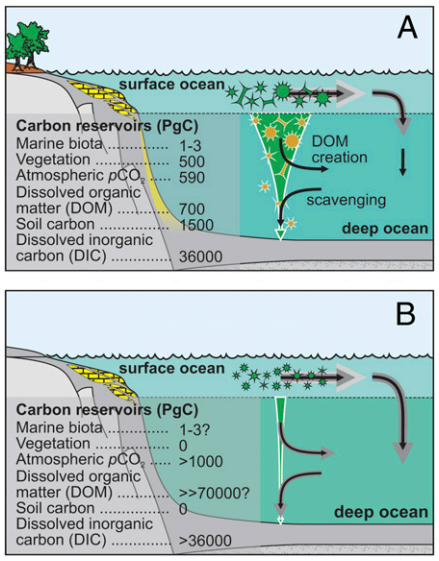 A
surface ocean
Carbon reservoirs (PgC)
Marine biota ............ 1-3
Vegetation ............... 500
Atmospheric pCO2 .... 590
Dissolved organic
matter (DOM) .......... 700
Soil carbon .............. 1500
Dissolved inorganic
carbon (DIC) ............ 36000
DOM
creation
scavenging
deep ocean
B
surface ocean
Carbon reservoirs (PgC)
Marine biota ............ 1-3?
Vegetation ............... 0
Atmospheric pCO2 .... >1000
Dissolved organic
matter (DOM) .......... >>70000?
Soil carbon .............. 0
Dissolved inorganic
carbon (DIC) ............ >36000
deep ocean